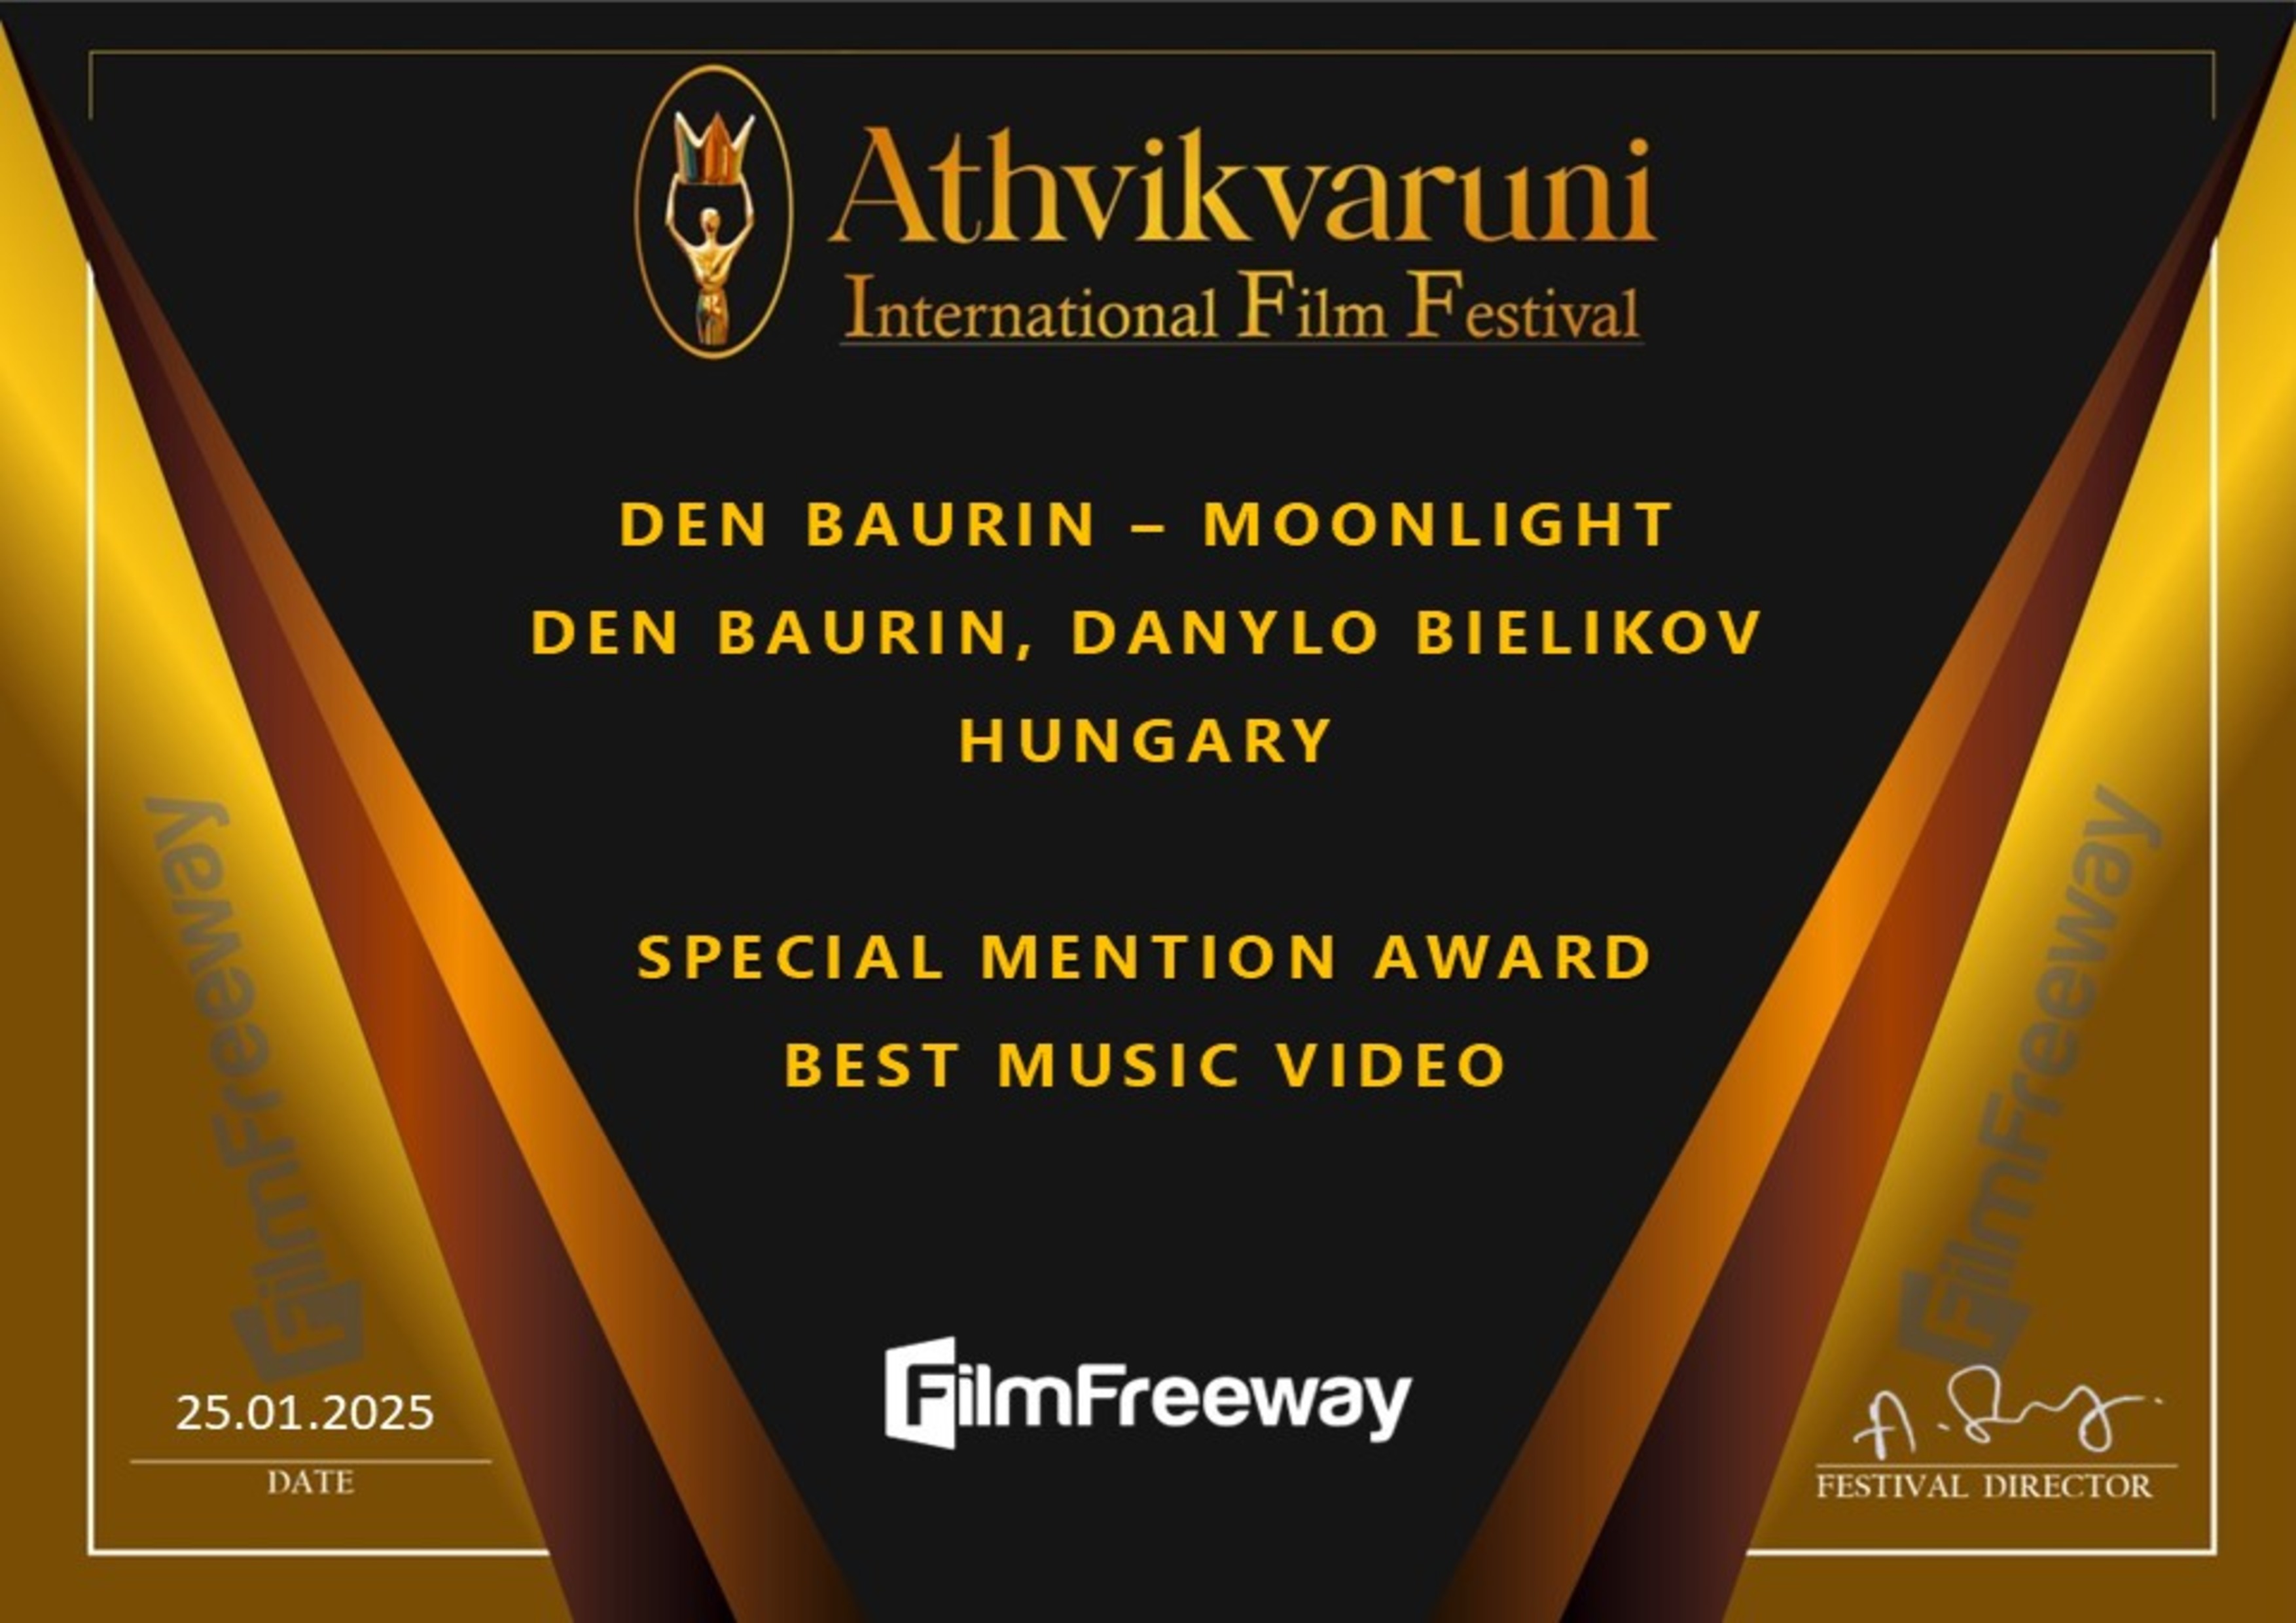 Athvikvaruni
International Film Festival
DEN BAURIN – MOONLIGHT
DEN BAURIN, DANYLO BIELIKOV
HUNGARY
SPECIAL MENTION AWARD
BEST MUSIC VIDEO
FilmFreeway
FilmFreeway
FilmFreeway
25.01.2025
DATE
FESTIVAL DIRECTOR